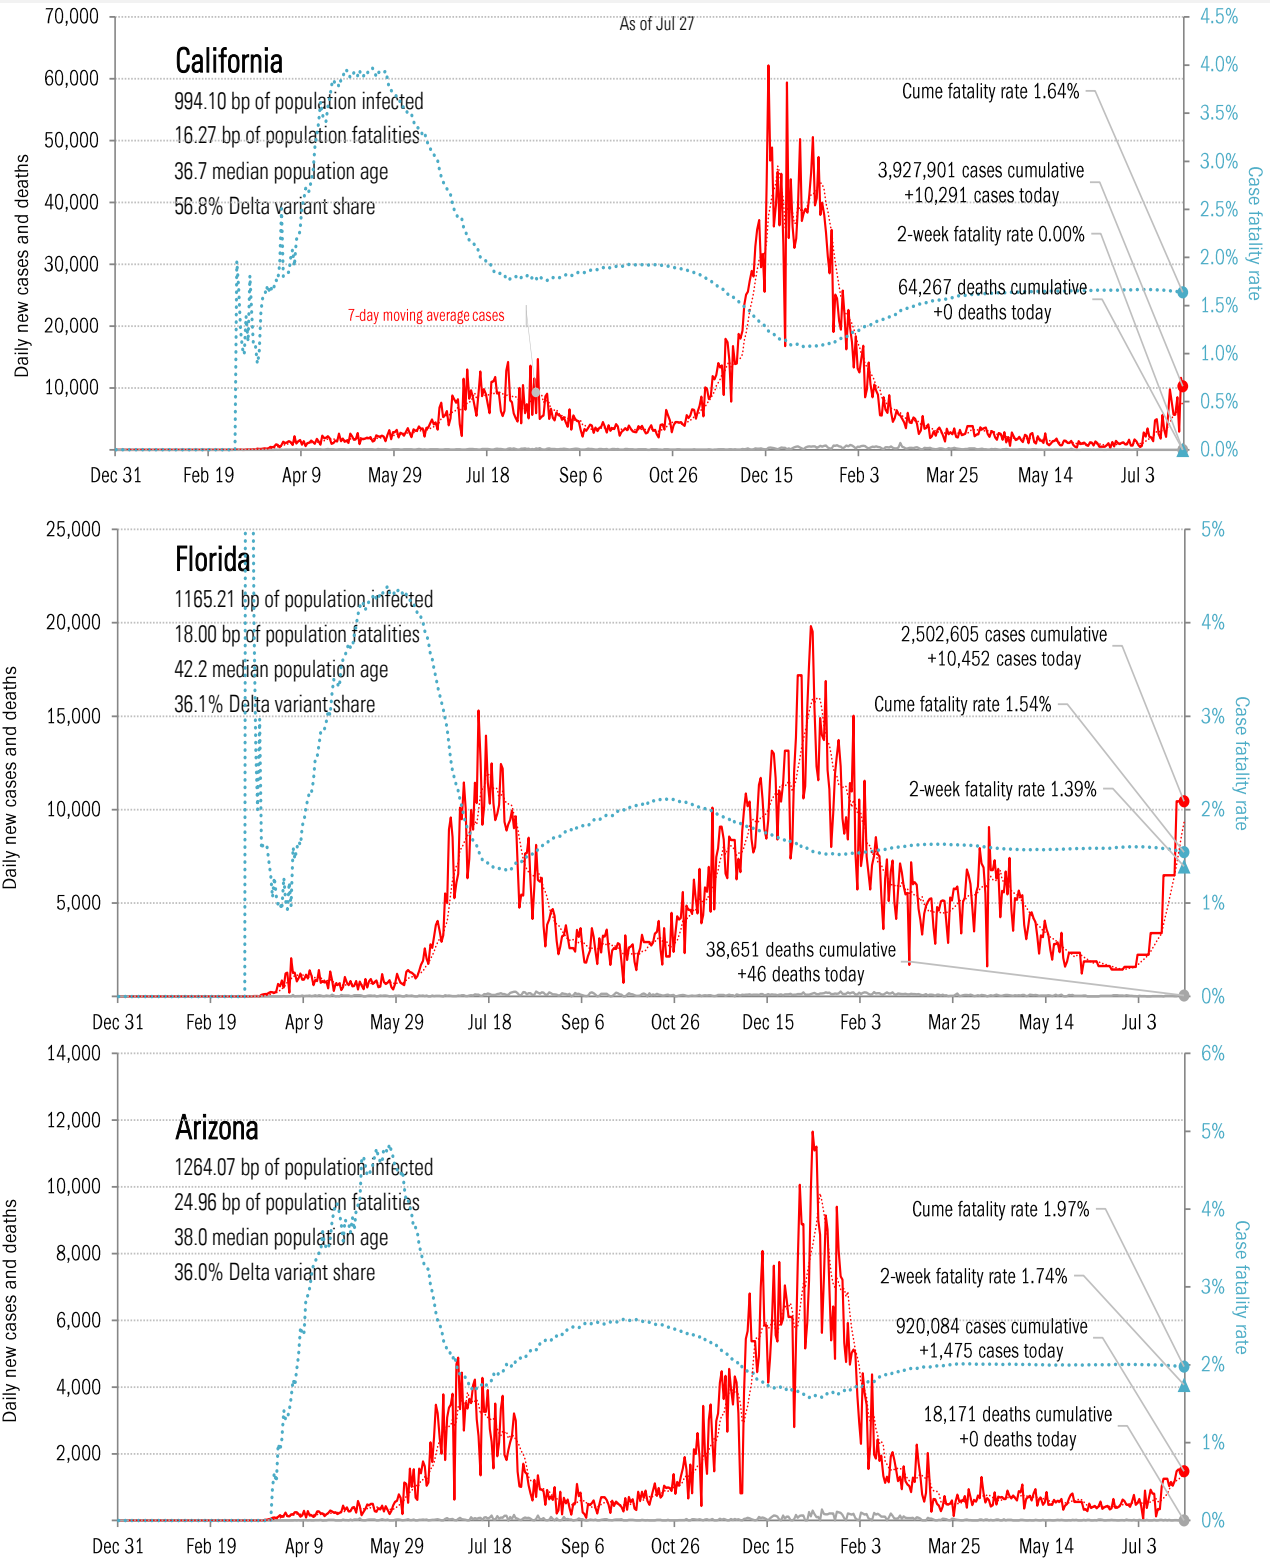 As of Jul 27
California
994.10 bp of population infected
16.27 bp of population fatalities
36.7 median population age
56.8% Delta variant share
Daily new cases and deaths
70,000
60,000
50,000
40,000
30,000
20,000
10,000
4.5%
4.0%
3.5%
3.0%
2.5%
2.0%
1.5%
1.0%
0.5%
0.0%
Case fatality rate
Cume fatality rate 1.64%
3,927,901 cases cumulative
+10,291 cases today
2-week fatality rate 0.00%
64,267 deaths cumulative
+0 deaths today
7-day moving average cases
Dec 31 Feb 19 Apr 9 May 29 Jul 18 Sep 6 Oct 26 Dec 15 Feb 3 Mar 25 May 14 Jul 3
Florida
1165.21 bp of population infected
18.00 bp of population fatalities
42.2 median population age
36.1% Delta variant share
Daily new cases and deaths
25,000
20,000
15,000
10,000
5,000
5%
4%
3%
2%
1%
0%
Case fatality rate
2,502,605 cases cumulative
+10,452 cases today
Cume fatality rate 1.54%
2-week fatality rate 1.39%
38,651 deaths cumulative
+46 deaths today
Dec 31 Feb 19 Apr 9 May 29 Jul 18 Sep 6 Oct 26 Dec 15 Feb 3 Mar 25 May 14 Jul 3
Arizona
1264.07 bp of population infected
24.96 bp of population fatalities
38.0 median population age
36.0% Delta variant share
Daily new cases and deaths
14,000
12,000
10,000
8,000
6,000
4,000
2,000
6%
5%
4%
3%
2%
1%
0%
Case fatality rate
Cume fatality rate 1.97%
2-week fatality rate 1.74%
920,084 cases cumulative
+1,475 cases today
18,171 deaths cumulative
+0 deaths today
Dec 31 Feb 19 Apr 9 May 29 Jul 18 Sep 6 Oct 26 Dec 15 Feb 3 Mar 25 May 14 Jul 3